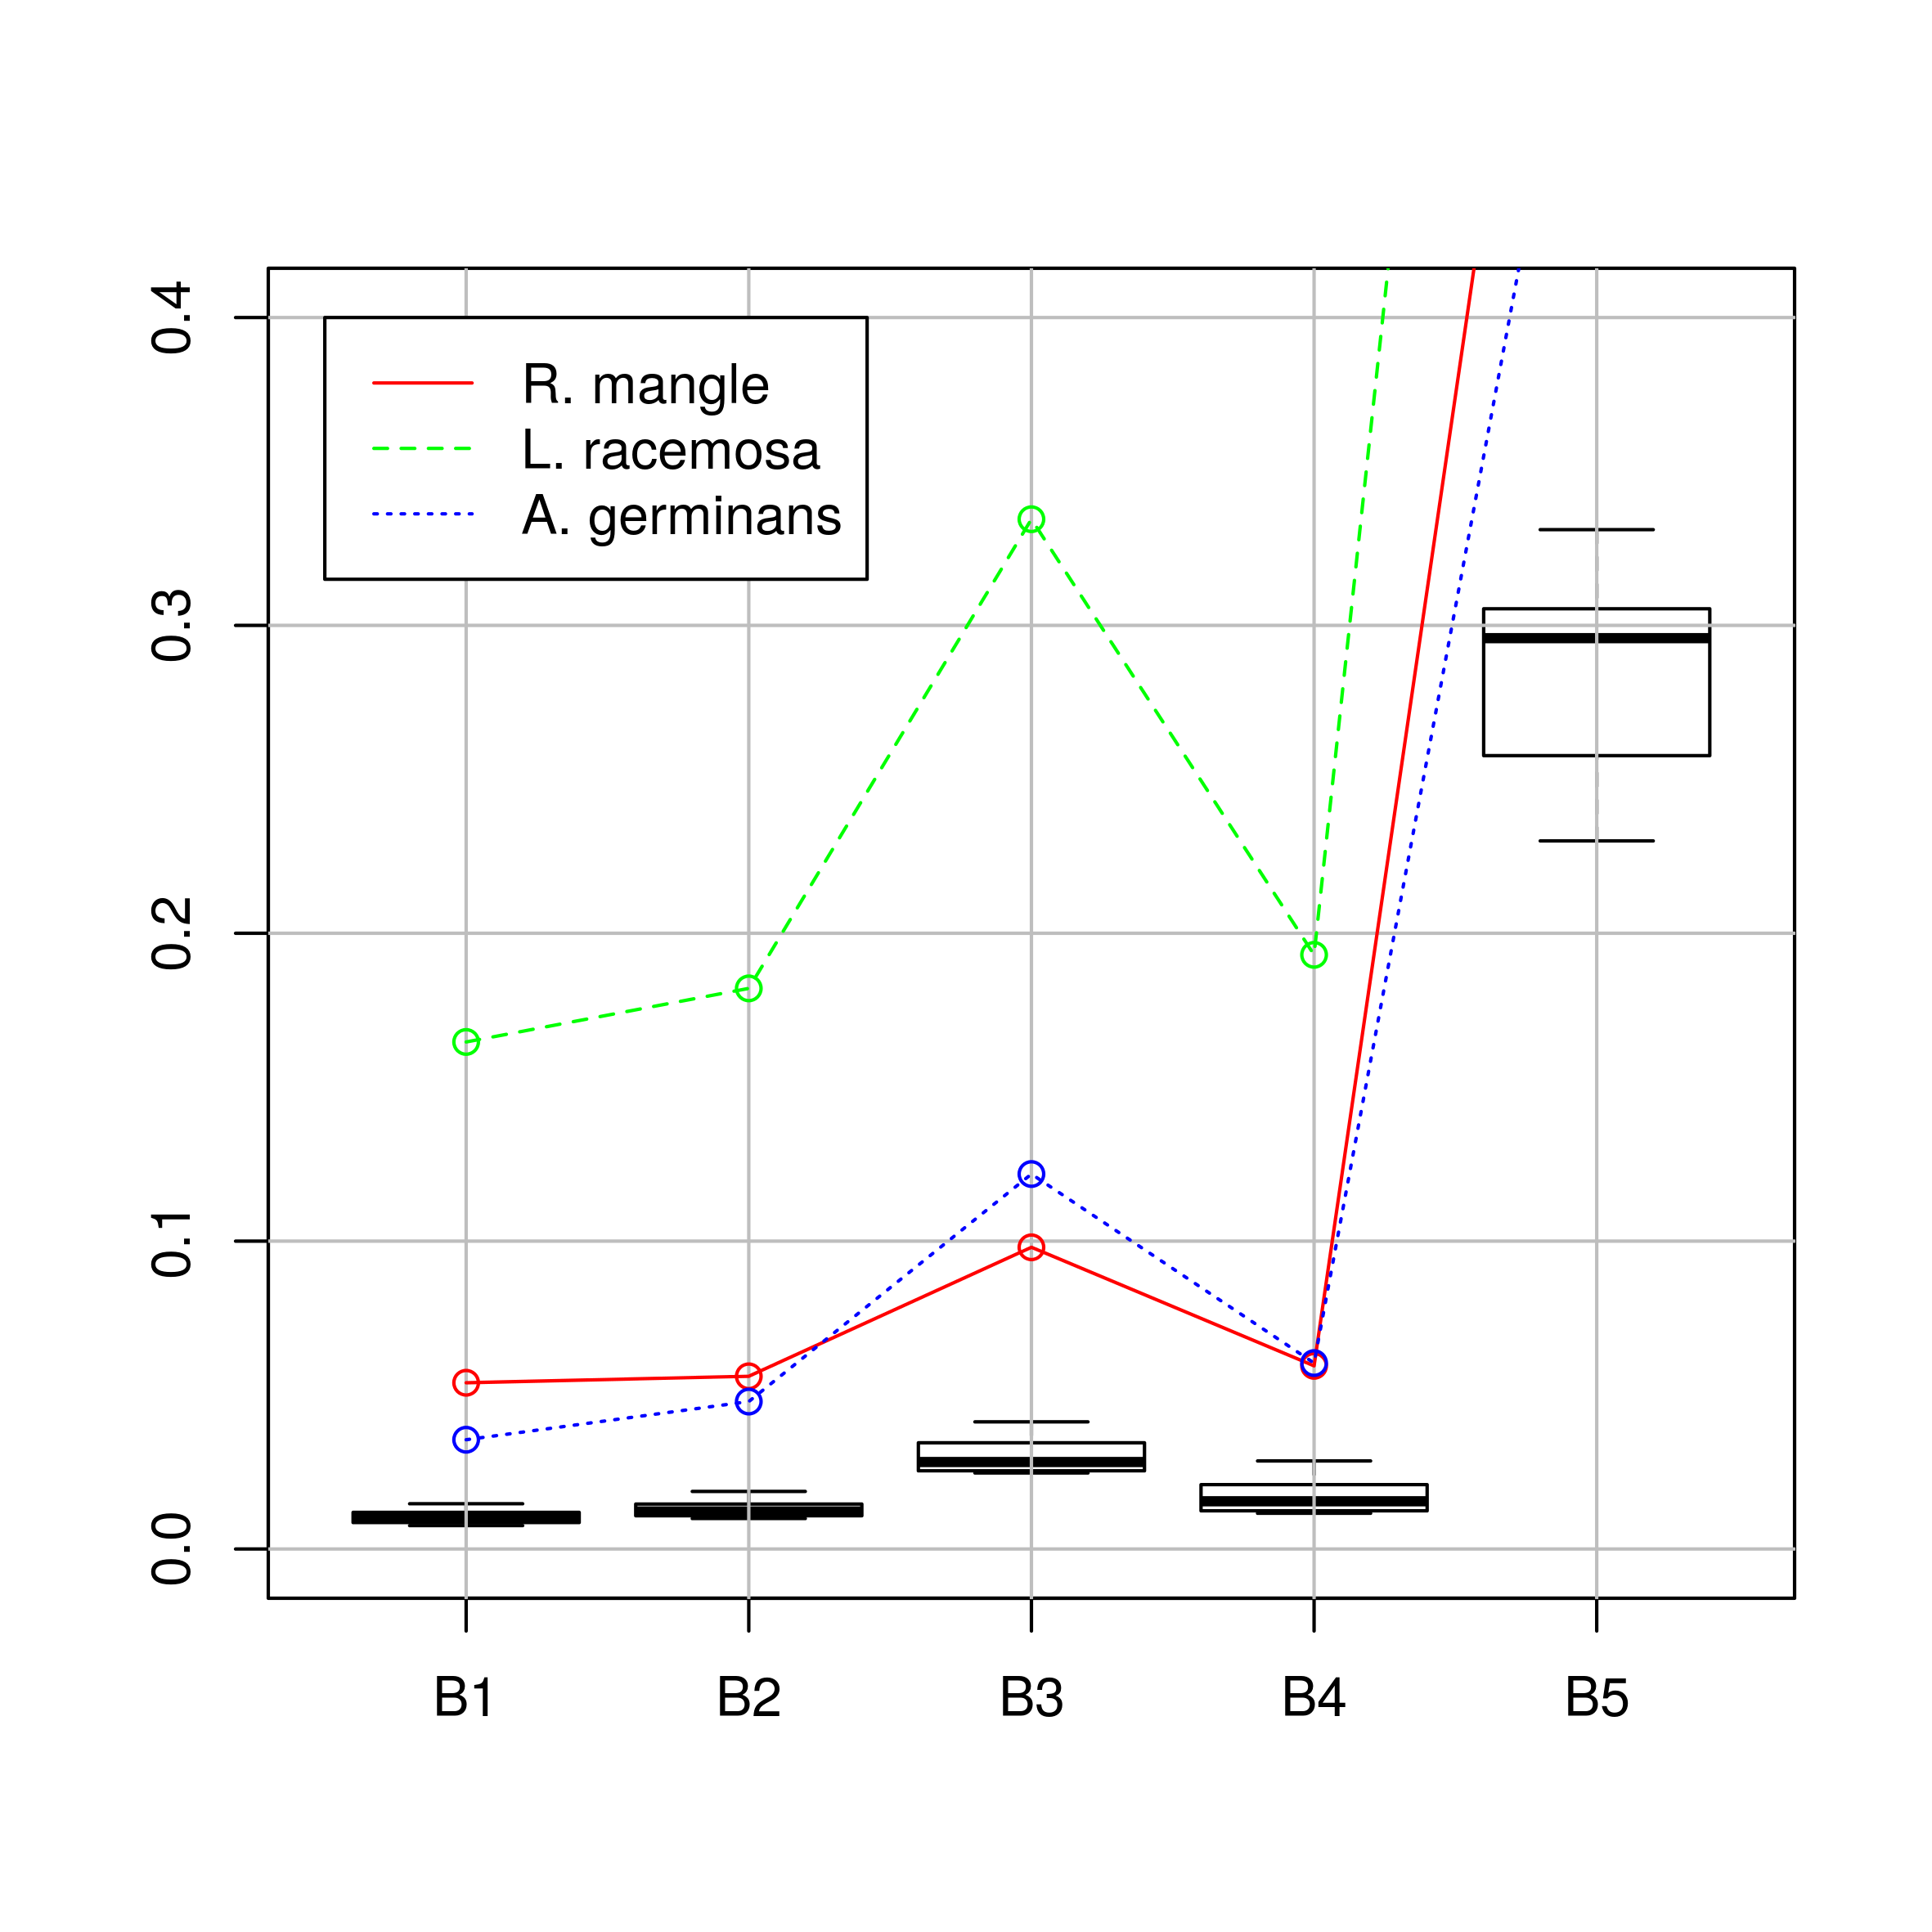 R. mangle
L. racemosa
A. germinans
0.4
0.3
0.2
0.1
0.0
B1 B2 B3 B4 B5